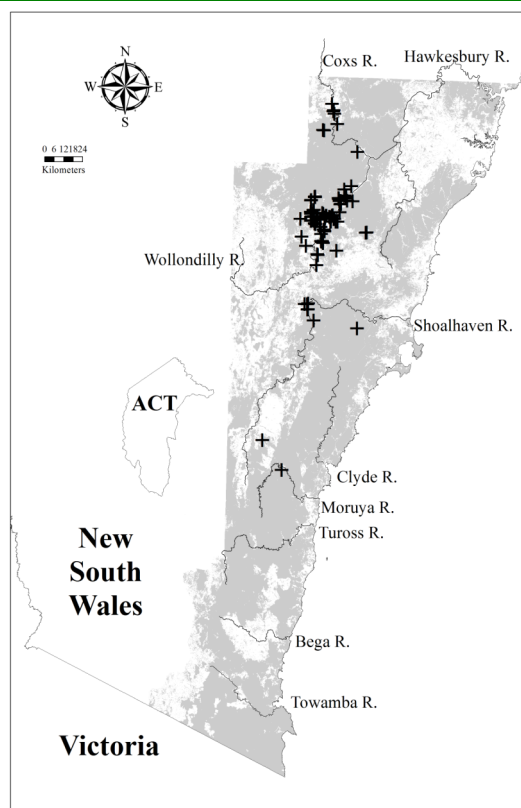 Coxs R.
Hawkesbury R.
N
W
E
S
0 6 121824
Kilometers
Wollondilly R.
Shoalhaven R.
ACT
Clyde R.
Moruya R.
Tuross R.
New
South
Wales
Bega R.
Towamba R.
Victoria